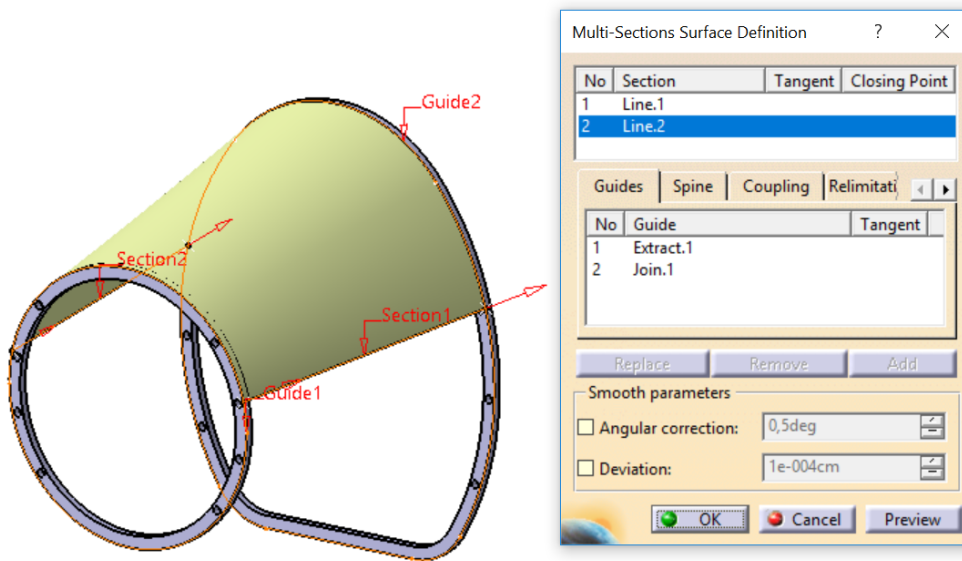 Guide2
Section2
Section1
Guide1
Multi-Sections Surface Definition ?
No Section Tangent Closing Point
1 Line.1
2 Line.2
Guides Spine Coupling Relimitati
No Guide Tangent
1 Extract.1
2 Join.1
Replace Remove Add
Smooth parameters
Angular correction: 0,5deg
Deviation: 1e-004cm
OK Cancel Preview